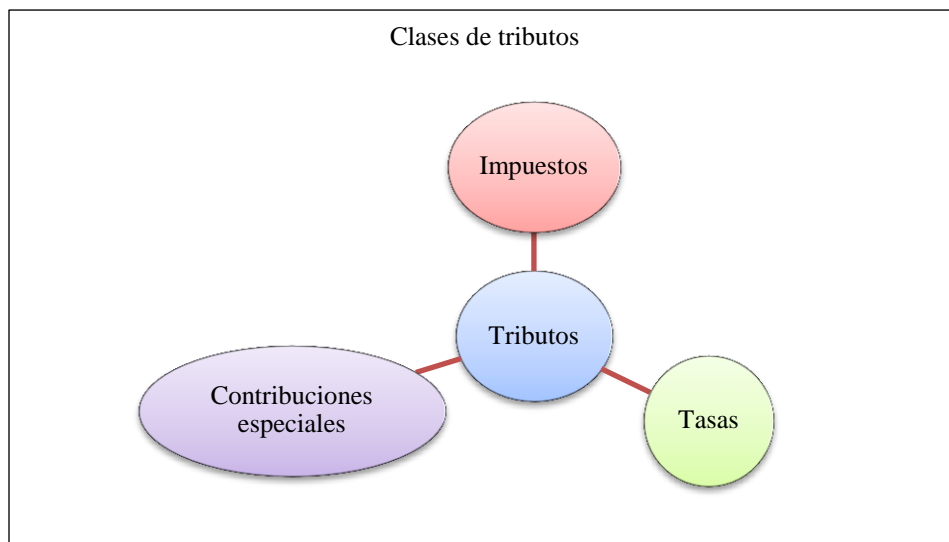 Clases de tributos
Impuestos
Tributos
Contribuciones
especiales
Tasas